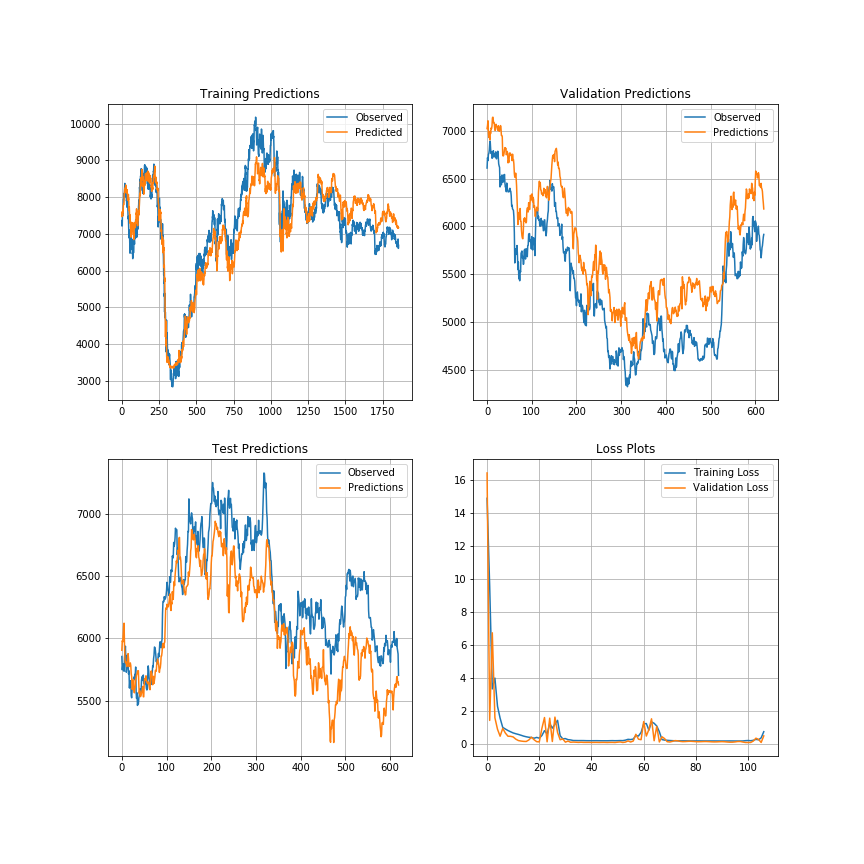 Training Predictions
Observed
Predicted
10000
9000
8000
7000
6000
5000
4000
3000
0 250 500 750 1000 1250 1500 1750
Validation Predictions
Observed
Predictions
7000
6500
6000
5500
5000
4500
0 100 200 300 400 500 600
Test Predictions
Observed
Predictions
7000
6500
6000
5500
0 100 200 300 400 500 600
Loss Plots
Training Loss
Validation Loss
16
14
12
10
8
6
4
2
0
0 20 40 60 80 100